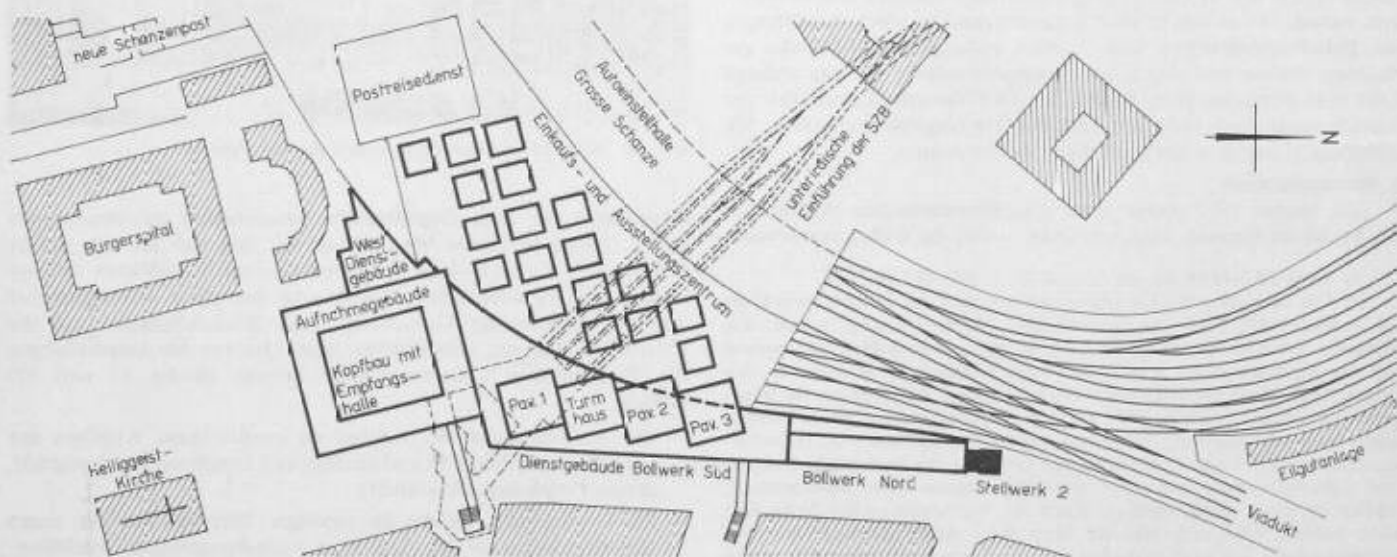 neue Schanzenpost
Postreisedienst
Autoeinstellhalle
Grosse Schanze
Einkaufs- und Ausstellungszentrum
unterirdische
Einführung der SZB
N
Burgerspital
West
Dienst-
gebäude
Aufnahmegebäude
Kopfbau mit
Empfangs-
halle
Pav. 1
Turm
haus
Pav. 2
Pav. 3
Heiliggeist-
Kirche
Dienstgebäude Bollwerk Süd
Bollwerk Nord
Stellwerk 2
Eilgutanlage
Viadukt